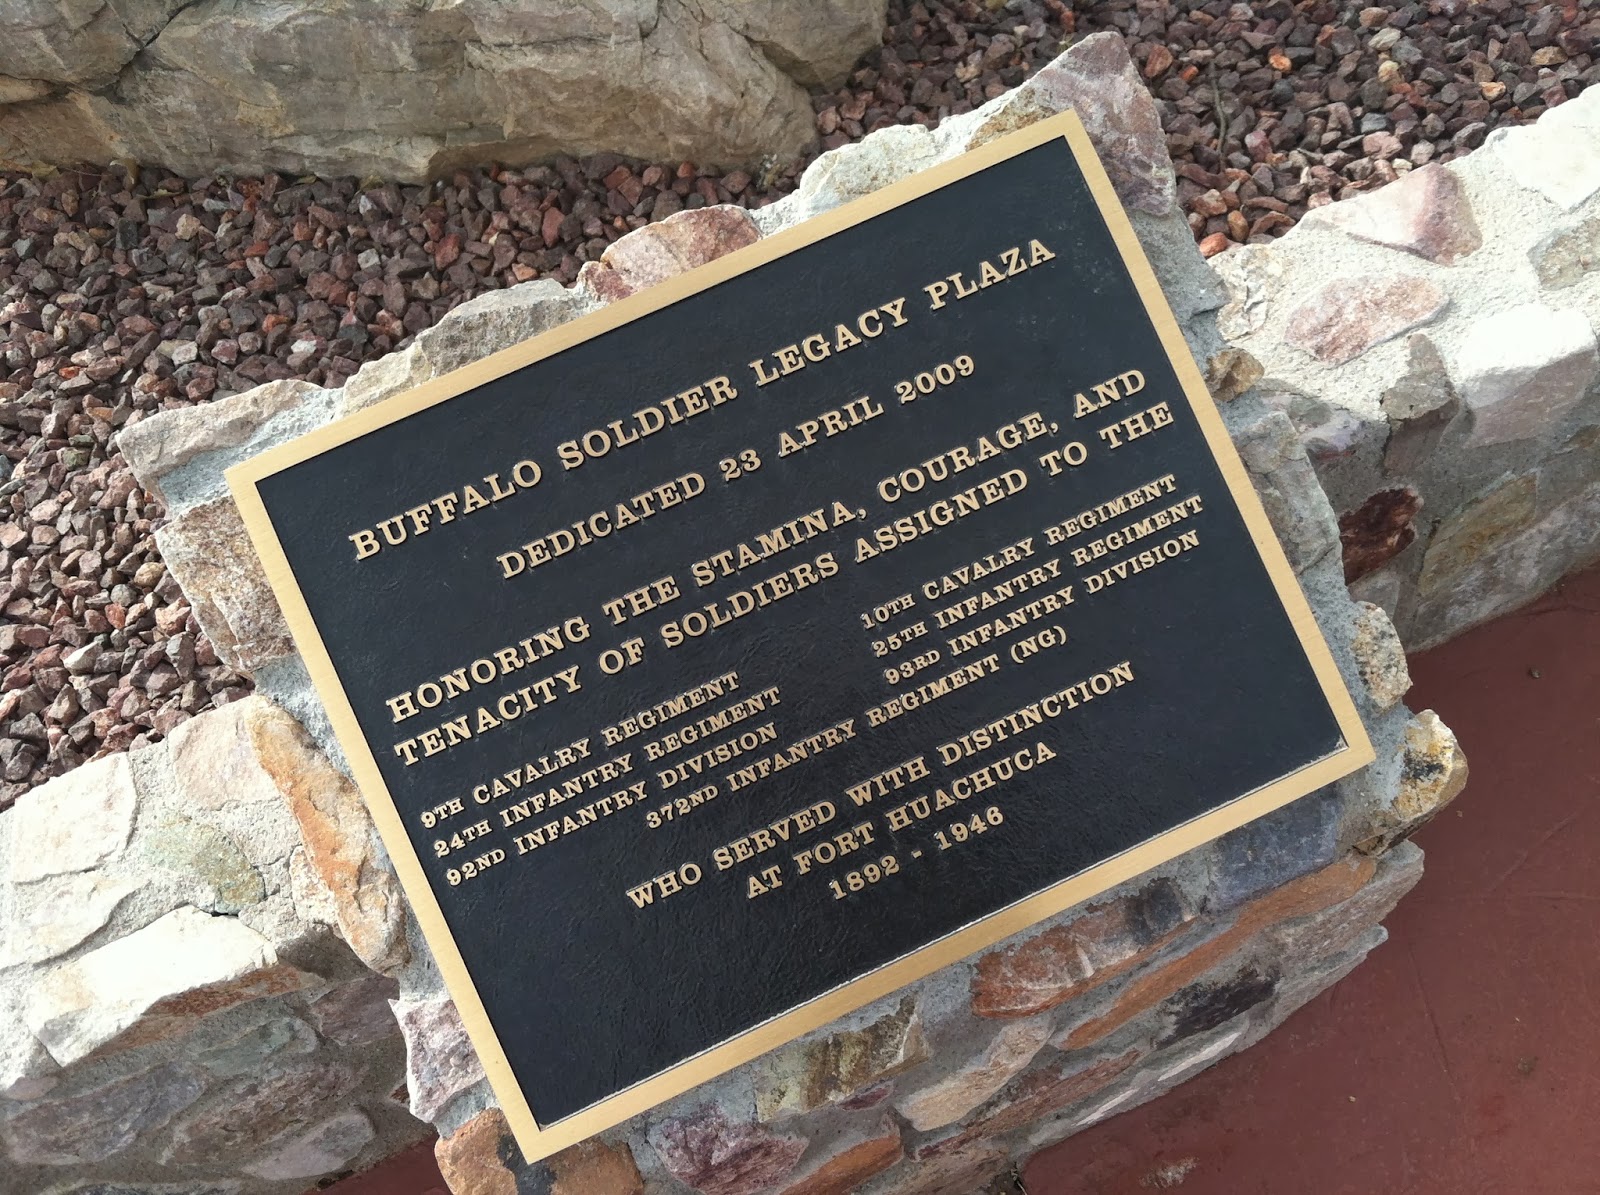 BUFFALO SOLDIER LEGACY PLAZA
DEDICATED 23 APRIL 2009
HONORING THE STAMINA, COURAGE, AND
TENACITY OF SOLDIERS ASSIGNED TO THE
9TH CAVALRY REGIMENT 10TH CAVALRY REGIMENT
24TH INFANTRY REGIMENT 25TH INFANTRY REGIMENT
92ND INFANTRY DIVISION 93RD INFANTRY DIVISION
372ND INFANTRY REGIMENT (NG)
WHO SERVED WITH DISTINCTION
AT FORT HUACHUCA
1892 - 1946